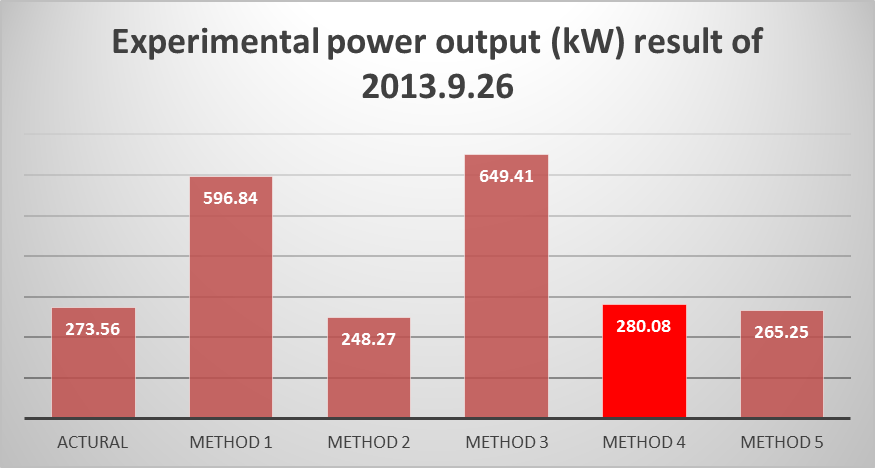 Experimental power output (kW) result of
2013.9.26
273.56
596.84
248.27
649.41
280.08
265.25
ACTURAL
METHOD 1
METHOD 2
METHOD 3
METHOD 4
METHOD 5